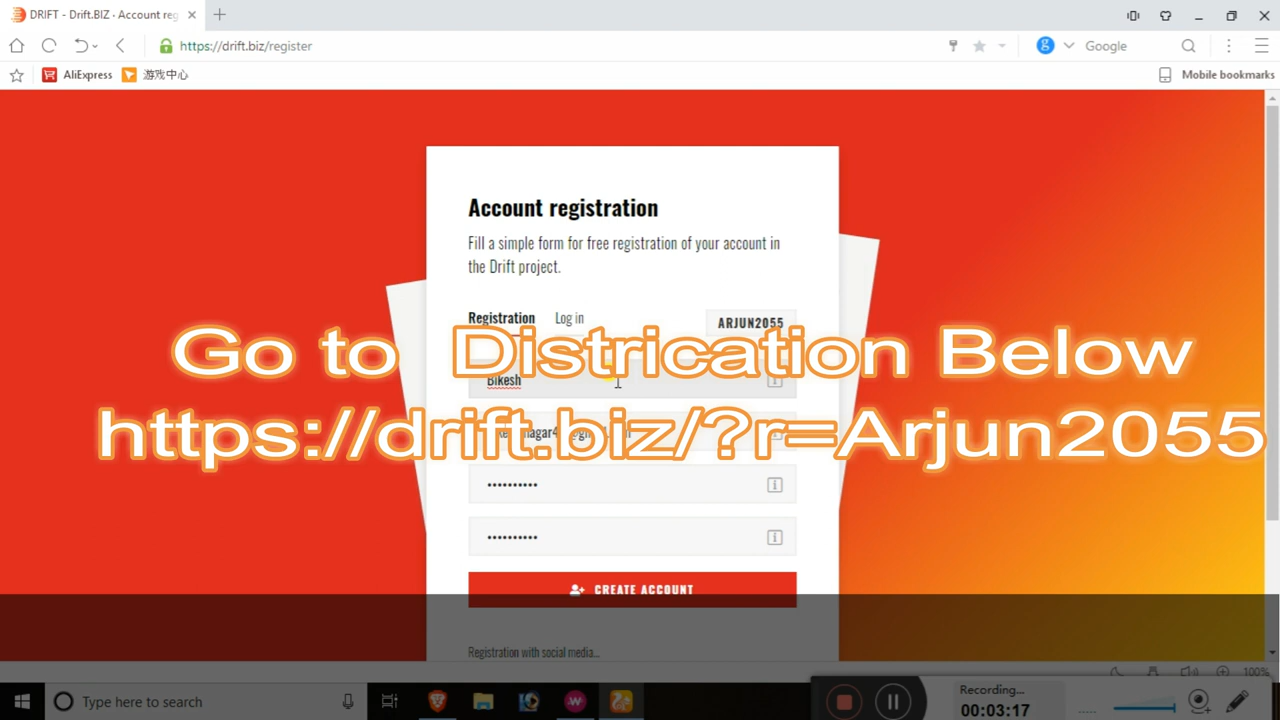 DRIFT - Drift.BIZ · Account reg
https://drift.biz/register
Google
AliExpress
游戏中心
Mobile bookmarks
Account registration
Fill a simple form for free registration of your account in
the Drift project.
Registration
Log in
ARJUN2055
Go to Districation Below
Bikesh
https://drift.biz/?r=Arjun2055
••••••••••
••••••••••
CREATE ACCOUNT
Registration with social media...
100%
Type here to search
Recording...
00:03:17